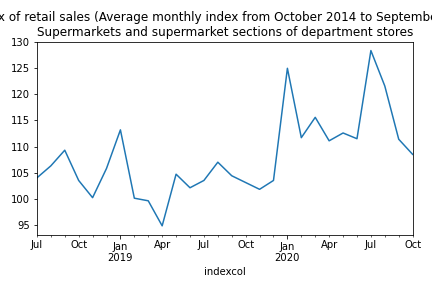 x of retail sales (Average monthly index from October 2014 to Septembe
Supermarkets and supermarket sections of department stores
130
125
120
115
110
105
100
95
Jul Oct Jan Apr Jul Oct Jan Apr Jul Oct
2019 2020
indexcol